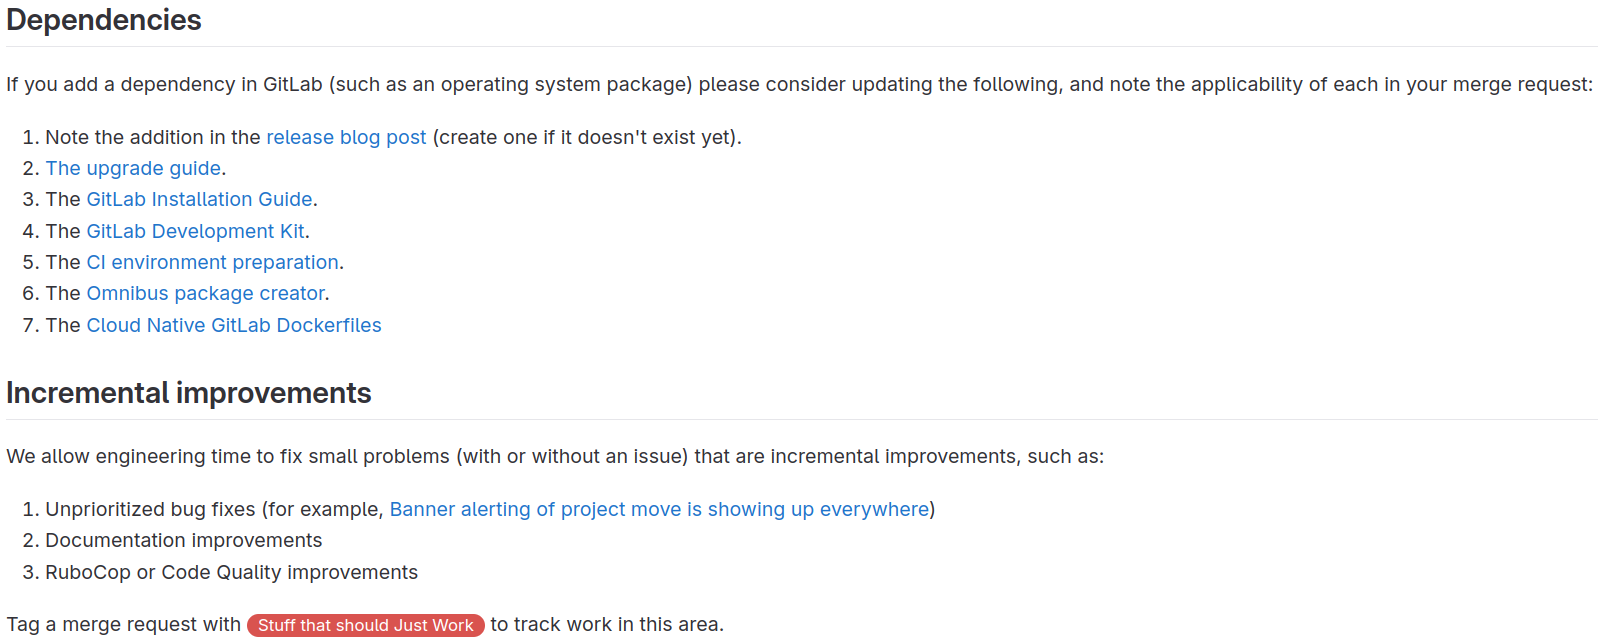 Dependencies
If you add a dependency in GitLab (such as an operating system package) please consider updating the following, and note the applicability of each in your merge request:
1. Note the addition in the release blog post (create one if it doesn't exist yet).
2. The upgrade guide.
3. The GitLab Installation Guide.
4. The GitLab Development Kit.
5. The CI environment preparation.
6. The Omnibus package creator.
7. The Cloud Native GitLab Dockerfiles
Incremental improvements
We allow engineering time to fix small problems (with or without an issue) that are incremental improvements, such as:
1. Unprioritized bug fixes (for example, Banner alerting of project move is showing up everywhere)
2. Documentation improvements
3. RuboCop or Code Quality improvements
Tag a merge request with Stuff that should Just Work to track work in this area.